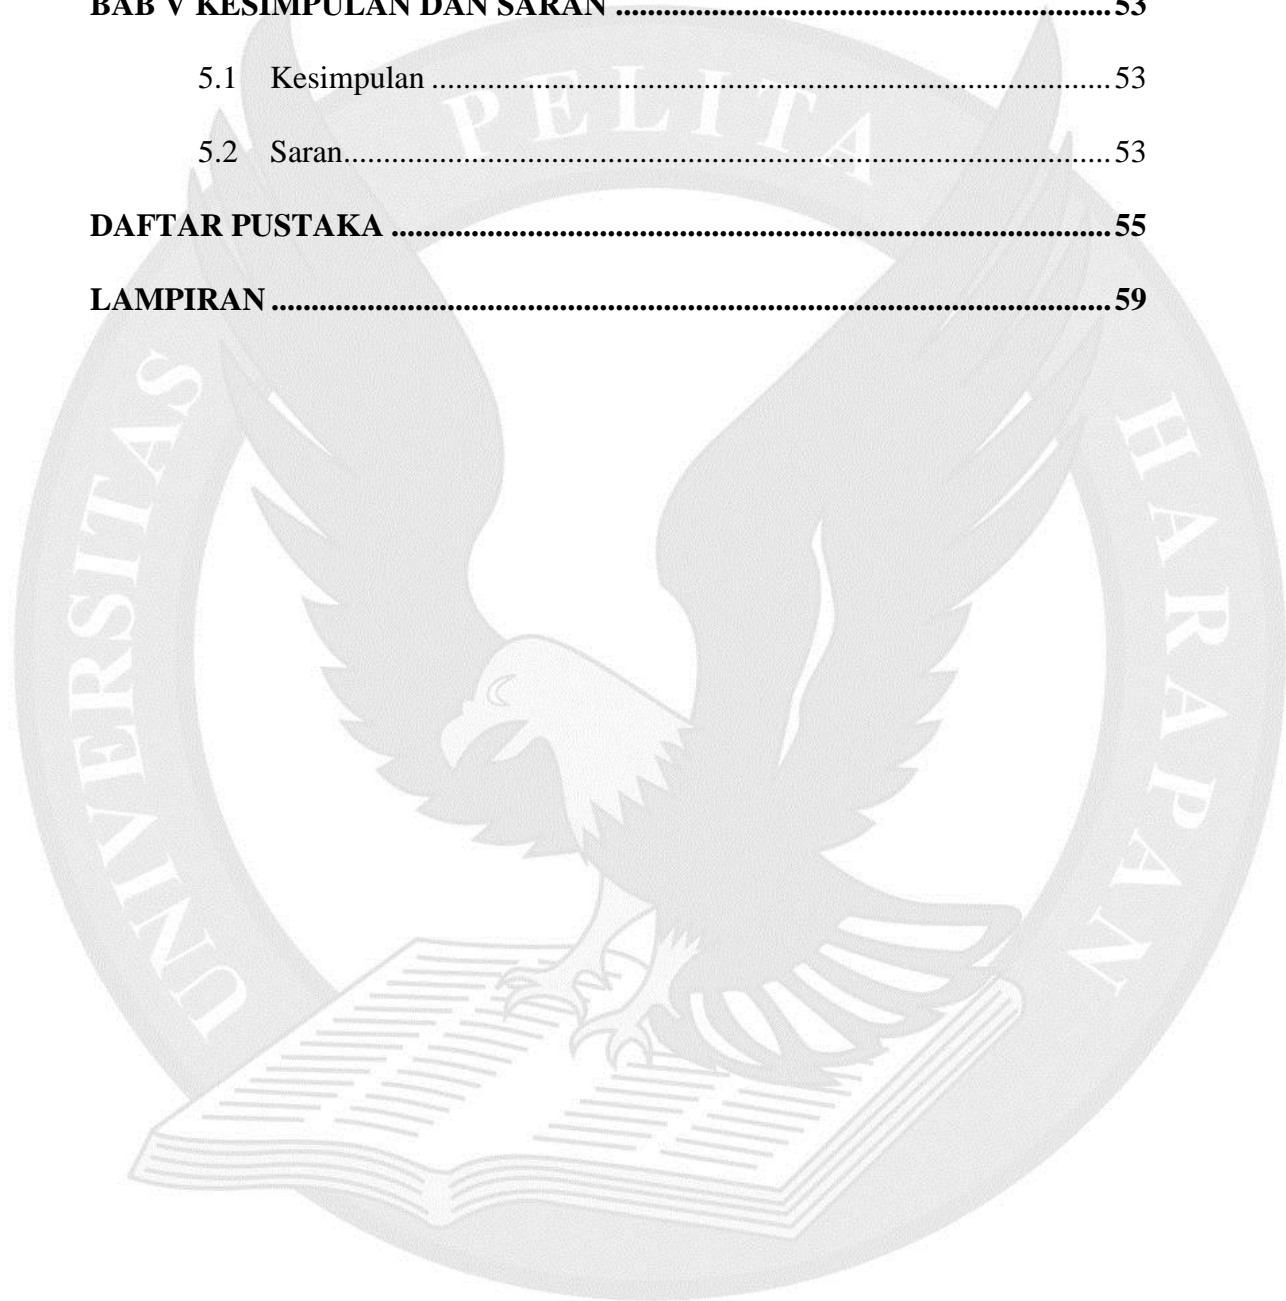 BAB V KESIMPULAN DAN SARAN ..............................................................53
5.1 Kesimpulan ....................................................................................53
5.2 Saran...............................................................................................53
DAFTAR PUSTAKA ..........................................................................................55
LAMPIRAN.........................................................................................................59
UNIVERSITAS PELITA HARAPAN